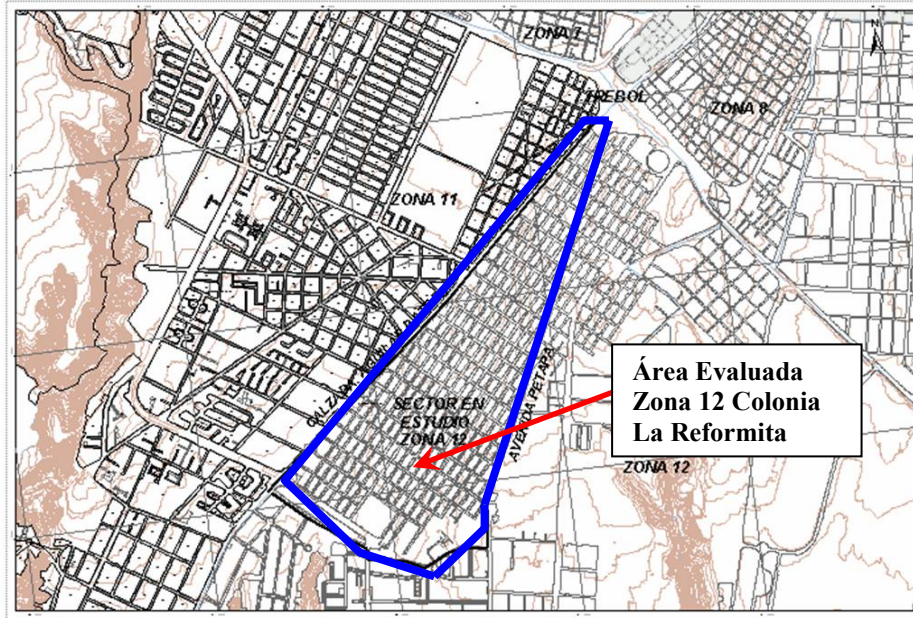 ZONA 7
TREBOL
ZONA 8
ZONA 11
SECTOR EN
ESTUDIO
ZONA 12
AVENIDA PETAPA
Área Evaluada
Zona 12 Colonia
La Reformita
ZONA 12